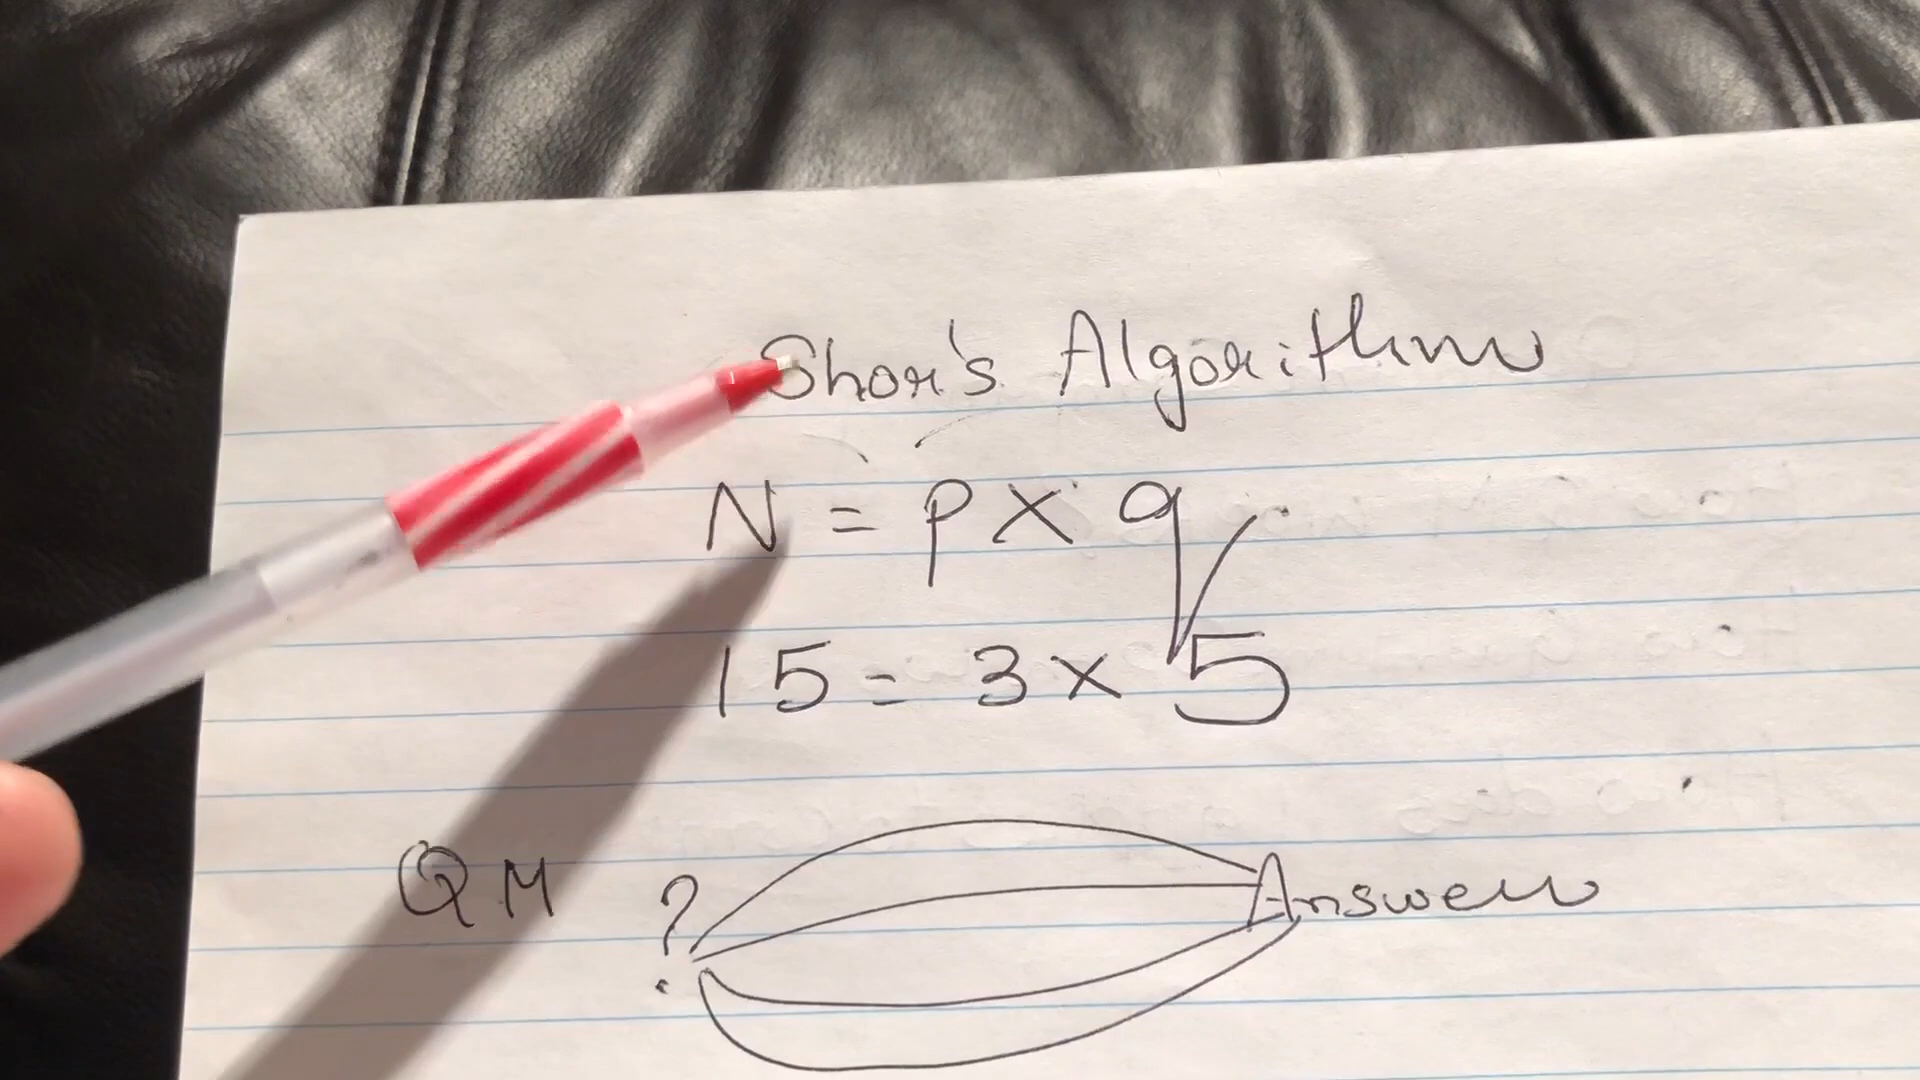 Shor's Algorithm
N = p X q
15 = 3 x 5
QM ? Answer